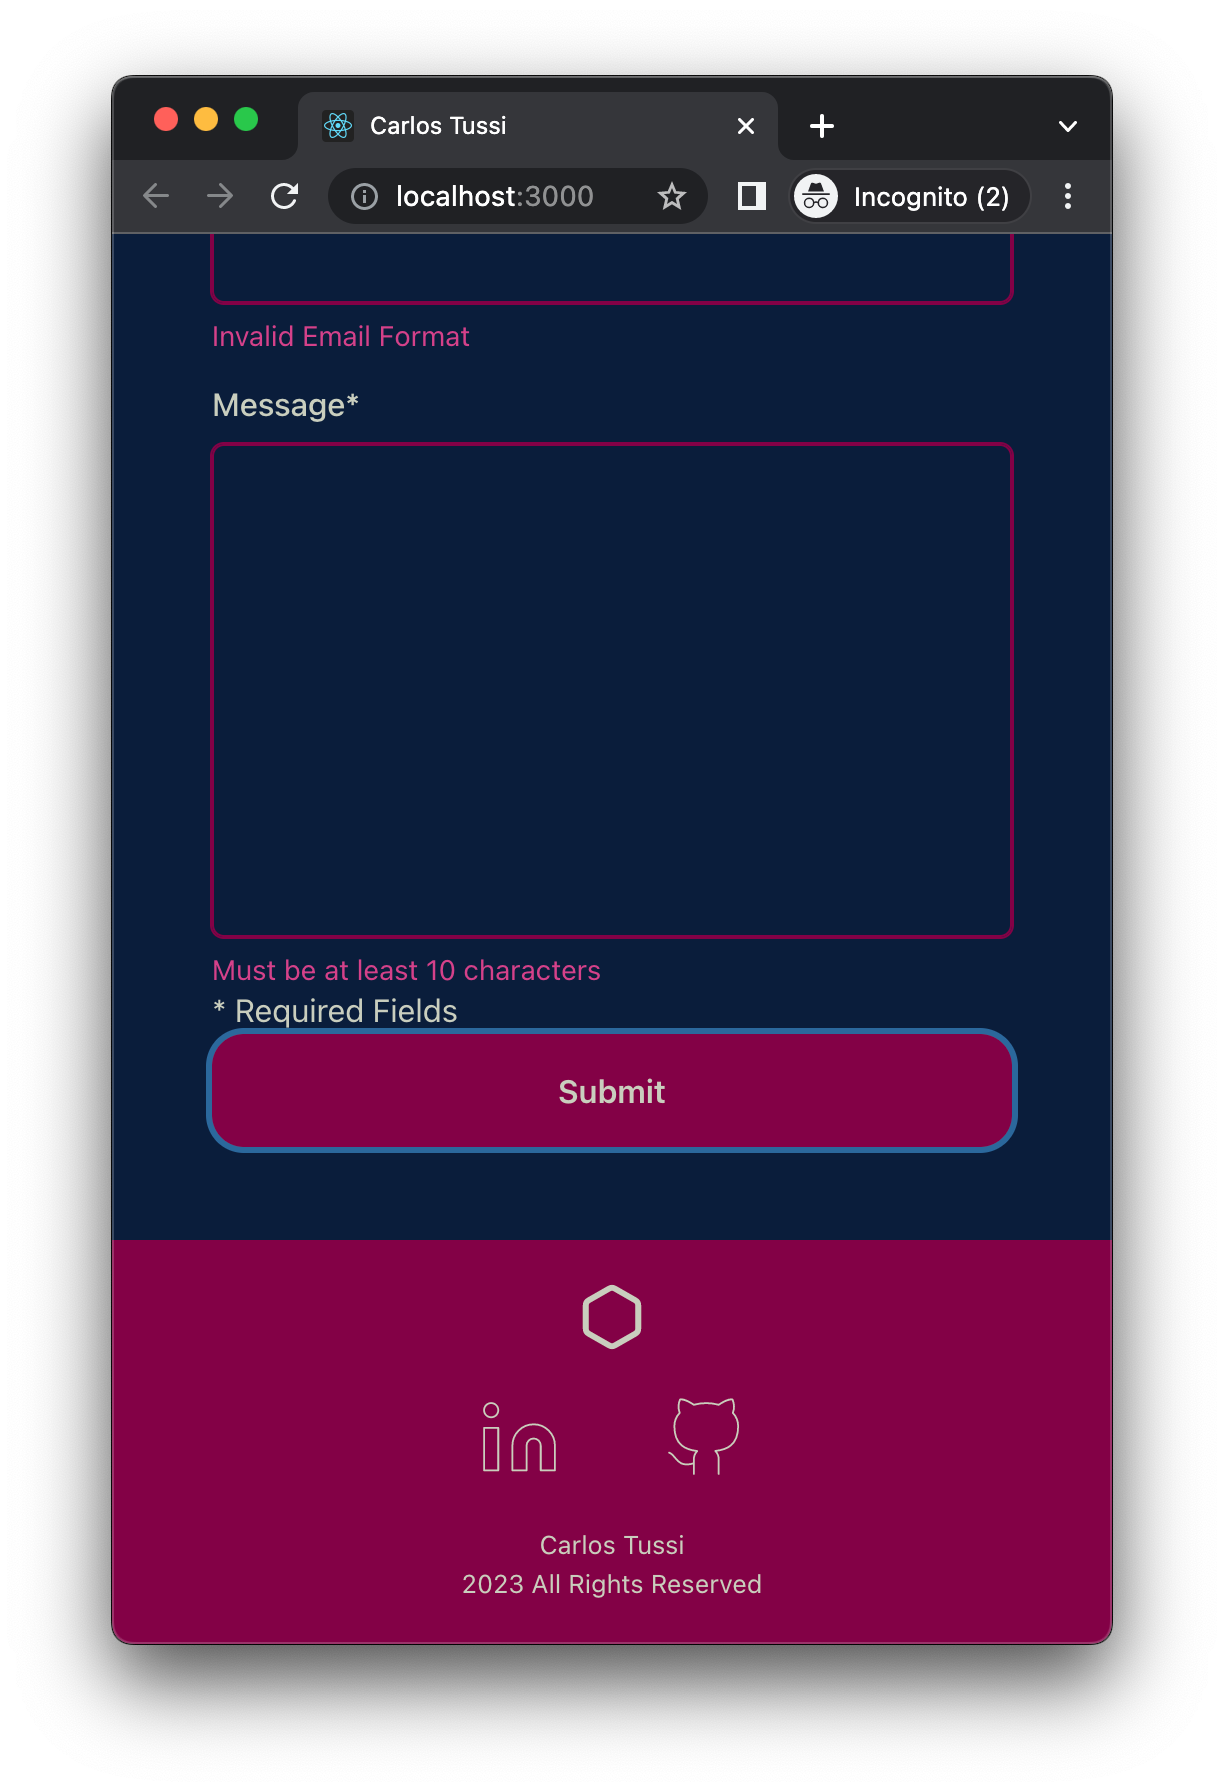 Carlos Tussi
localhost:3000
Incognito (2)
Invalid Email Format
Message*
Must be at least 10 characters
* Required Fields
Submit
in
Carlos Tussi
2023 All Rights Reserved